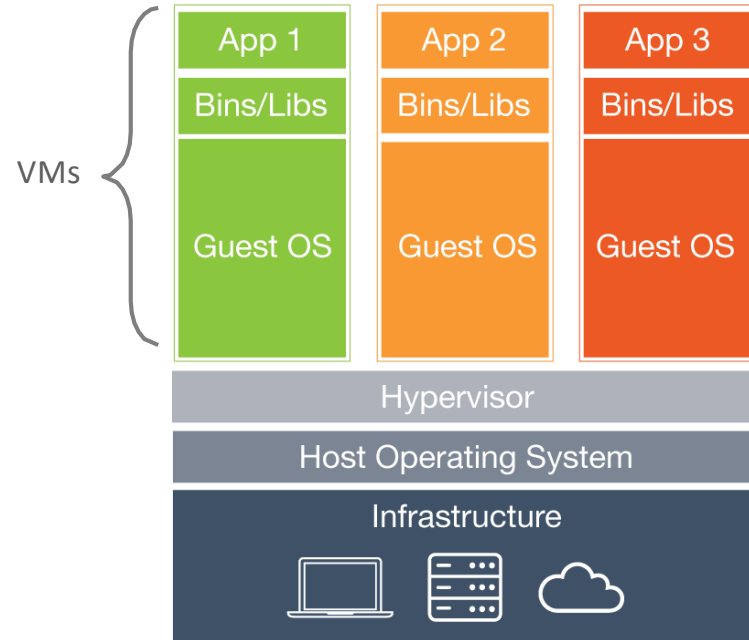 App 1
App 2
App 3
Bins/Libs
Bins/Libs
Bins/Libs
VMs
Guest OS
Guest OS
Guest OS
Hypervisor
Host Operating System
Infrastructure